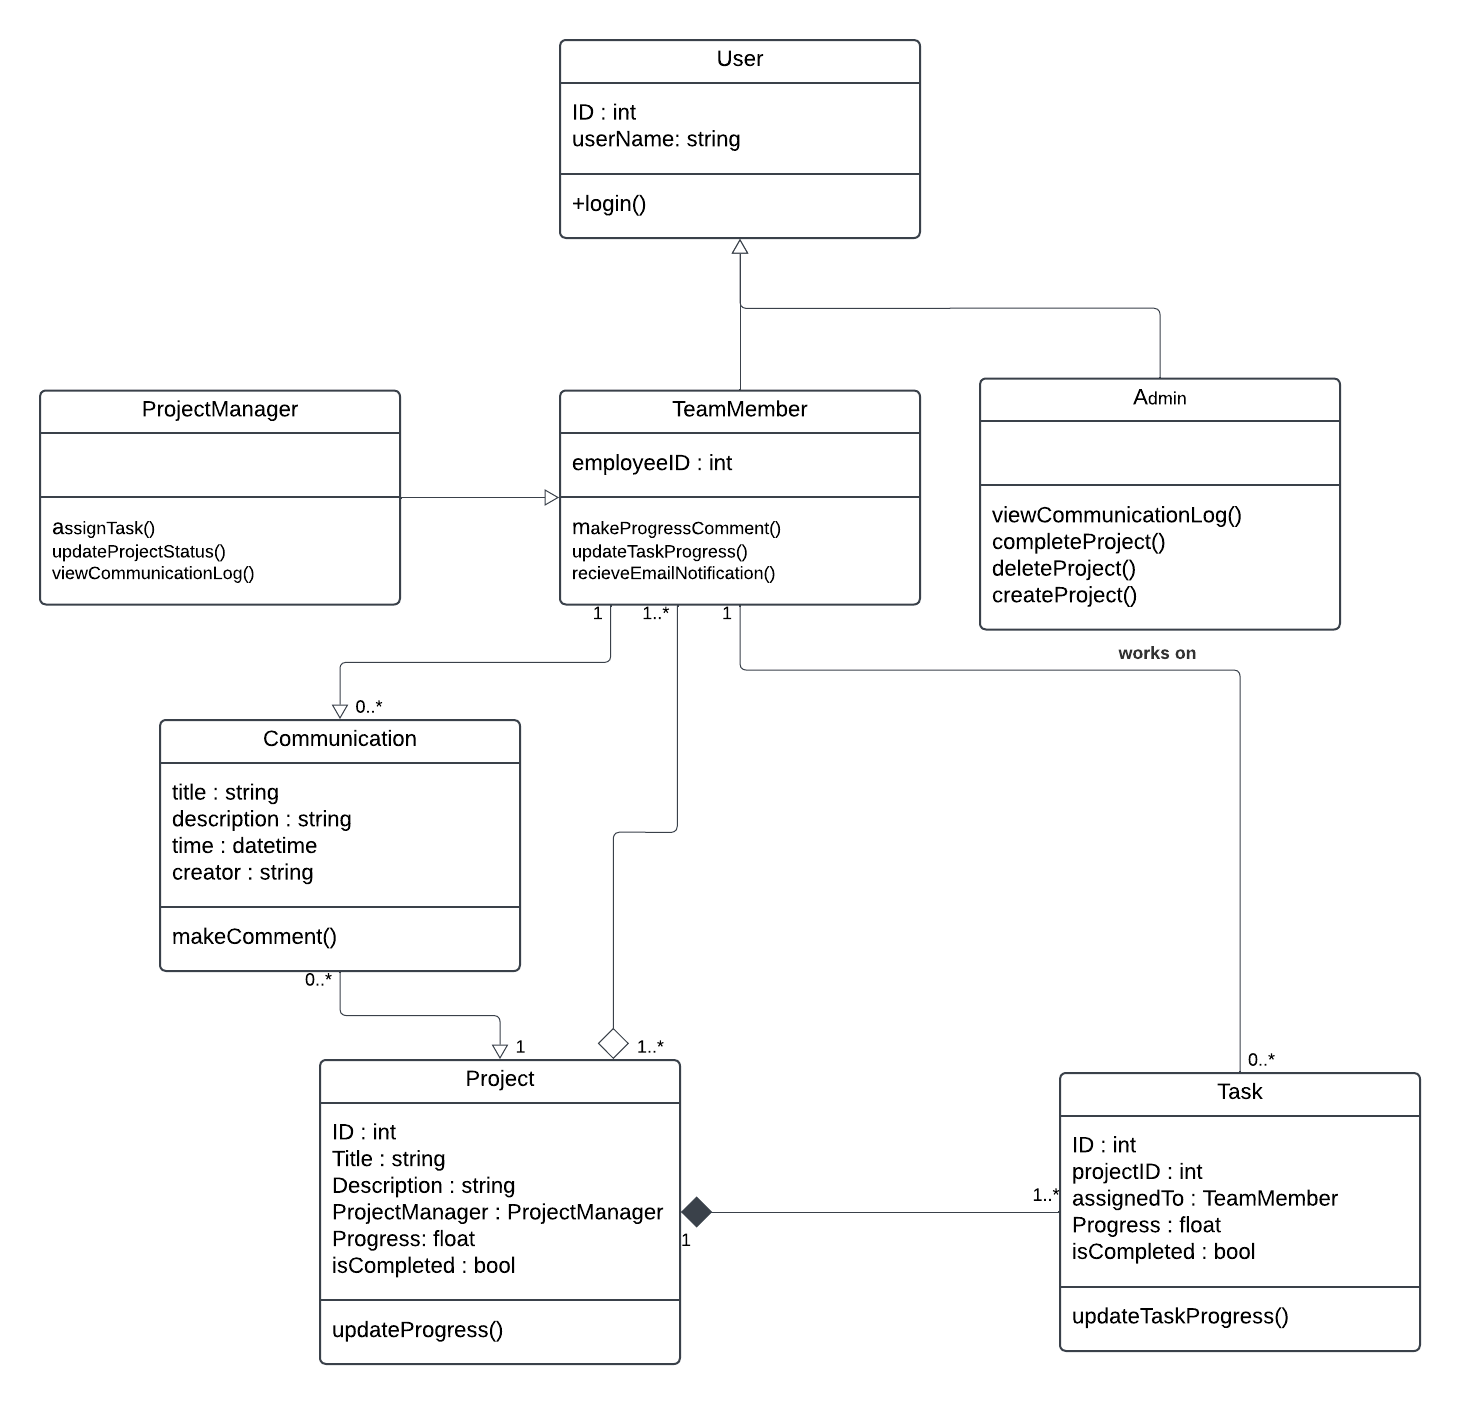 User
ID : int
userName: string
+login()
ProjectManager
assignTask()
updateProjectStatus()
viewCommunicationLog()
TeamMember
employeeID : int
makeProgressComment()
updateTaskProgress()
recieveEmailNotification()
Admin
viewCommunicationLog()
completeProject()
deleteProject()
createProject()
1
1..*
1
works on
0..*
Communication
title : string
description : string
time : datetime
creator : string
makeComment()
0..*
1
1..*
0..*
Project
ID : int
Title : string
Description : string
ProjectManager : ProjectManager
Progress: float
isCompleted : bool
updateProgress()
1
1..*
Task
ID : int
projectID : int
assignedTo : TeamMember
Progress : float
isCompleted : bool
updateTaskProgress()